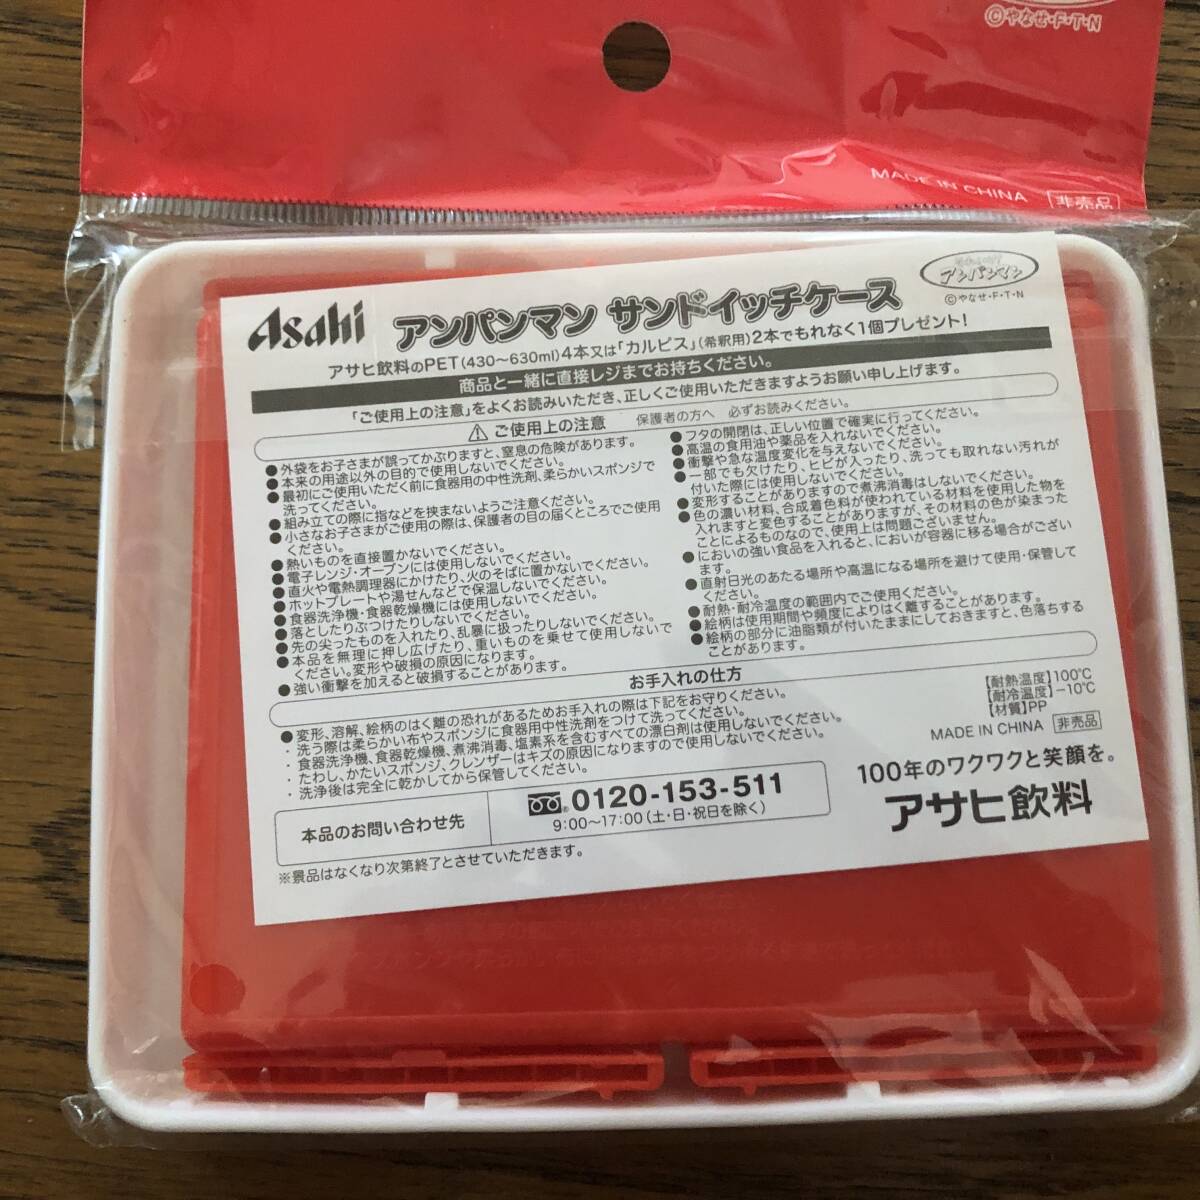 ©やなせ・F・T・N
MADE IN CHINA 非売品
Asahi アンパンマン サンドイッチケース
アンパンマン
©やなせ・F・T・N
アサヒ飲料のPET(430～630ml)4本又は「カルピス」(希釈用)2本でもれなく1個プレゼント!
商品と一緒に直接レジまでお持ちください。
「ご使用上の注意」をよくお読みいただき、正しくご使用いただきますようお願い申し上げます。
⚠ ご使用上の注意 保護者の方へ 必ずお読みください。
●外袋をお子さまが誤ってかぶりますと、窒息の危険があります。
●本来の用途以外の目的で使用しないでください。
●最初にご使用いただく前に食器用の中性洗剤、柔らかいスポンジで
洗ってください。
●組み立ての際に指などを挟まないようご注意ください。
●小さなお子さまがご使用の際は、保護者の目の届くところでご使用
ください。
●熱いものを直接置かないでください。
●電子レンジ・オーブンには使用しないでください。
●直火や電熱調理器にかけたり、火のそばに置かないでください。
●ホットプレートや湯せんなどで保温しないでください。
●食器洗浄機・食器乾燥機には使用しないでください。
●落としたりぶつけたりしないでください。
●先の尖ったものを入れたり、乱暴に扱ったりしないでください。
●本品を無理に押し広げたり、重いものを乗せて使用しないで
ください。変形や破損の原因になります。
●強い衝撃を加えると破損することがあります。
●フタの開閉は、正しい位置で確実に行ってください。
●高温の食用油や薬品を入れないでください。
●衝撃や急な温度変化を与えないでください。
●一部でも欠けたり、ヒビが入ったり、洗っても取れない汚れが
付いた際には使用しないでください。
●変形することがありますので煮沸消毒はしないでください。
●色の濃い材料、合成着色料が使われている材料を使用した物を
入れますと変色することがありますが、その材料の色が染まった
ことによるものなので、使用上は問題ございません。
●においの強い食品を入れると、においが容器に移る場合がござい
ます。
●直射日光のあたる場所や高温になる場所を避けて使用・保管して
ください。
●耐熱・耐冷温度の範囲内でご使用ください。
●絵柄は使用期間や頻度によりはく離することがあります。
●絵柄の部分に油脂類が付いたままにしておきますと、色落ちする
ことがあります。
お手入れの仕方
●変形、溶解、絵柄のはく離の恐れがあるためお手入れの際は下記をお守りください。
・洗う際は柔らかい布やスポンジに食器用中性洗剤をつけて洗ってください。
・食器洗浄機、食器乾燥機、煮沸消毒、塩素系を含むすべての漂白剤は使用しないでください。
・たわし、かたいスポンジ、クレンザーはキズの原因になりますので使用しないでください。
・洗浄後は完全に乾かしてから保管してください。
【耐熱温度】100℃
【耐冷温度】-10℃
【材質】PP
MADE IN CHINA 非売品
本品のお問い合わせ先
0120-153-511
9:00～17:00(土・日・祝日を除く)
100年のワクワクと笑顔を。
アサヒ飲料
※景品はなくなり次第終了とさせていただきます。